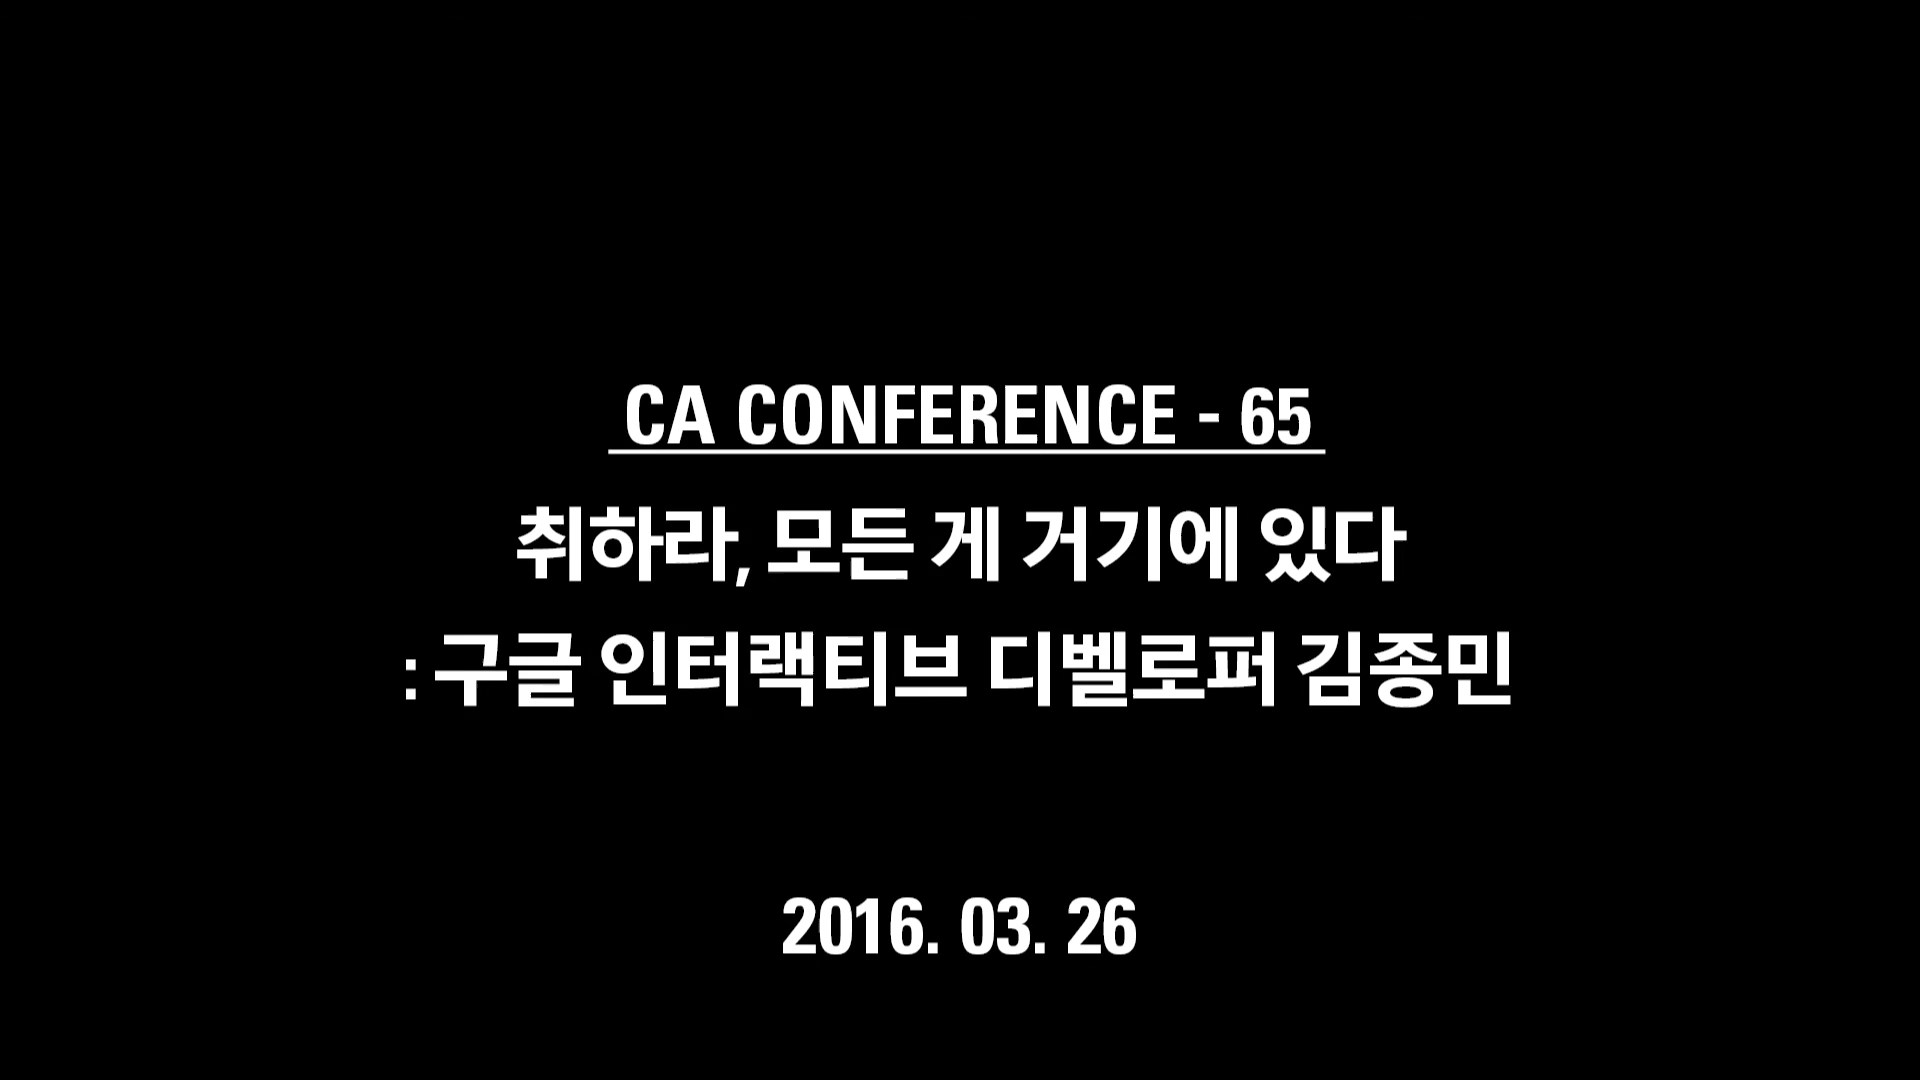 CA CONFERENCE - 65
취하라, 모든 게 거기에 있다
: 구글 인터랙티브 디벨로퍼 김종민
2016. 03. 26